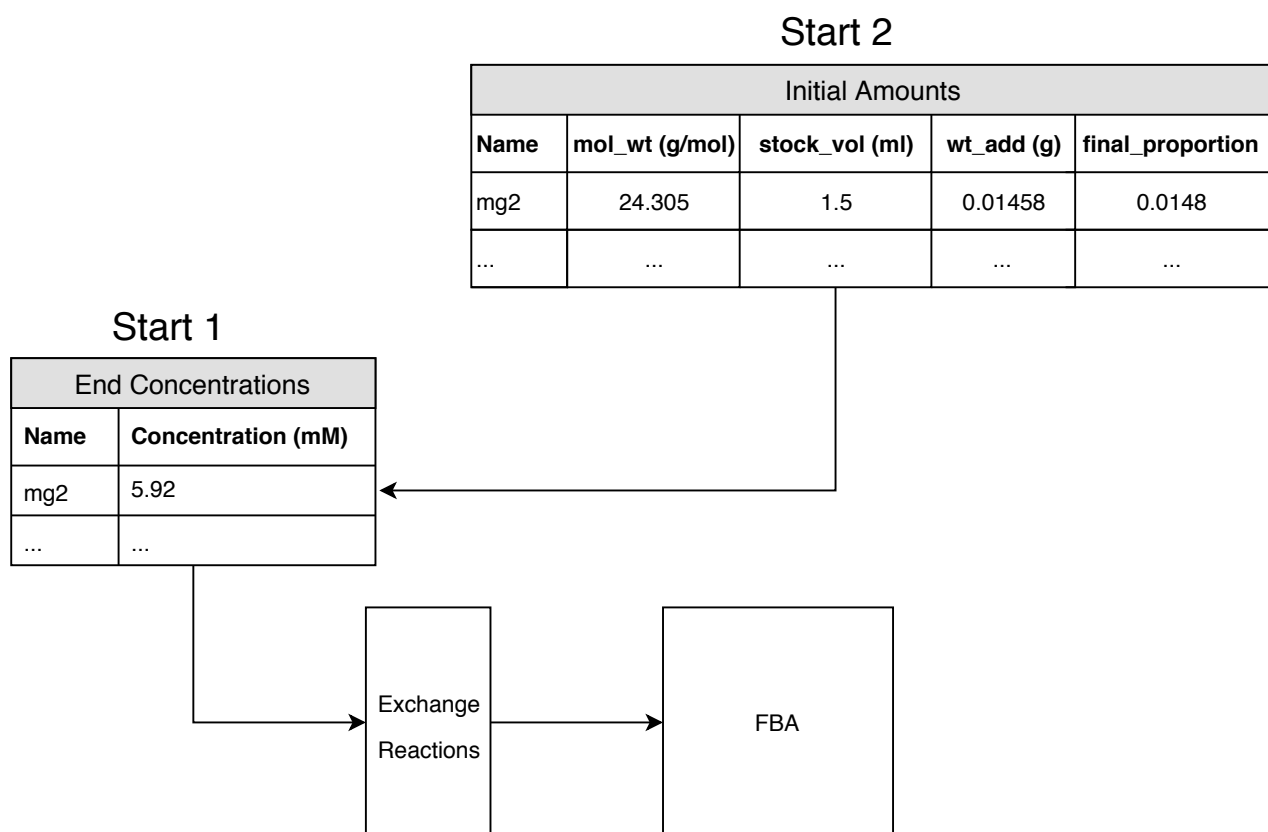 Start 2
Initial Amounts
Name mol_wt (g/mol) stock_vol (ml) wt_add (g) final_proportion
mg2 24.305 1.5 0.01458 0.0148
... ... ... ... ...
Start 1
End Concentrations
Name Concentration (mM)
mg2 5.92
... ...
Exchange
Reactions
FBA